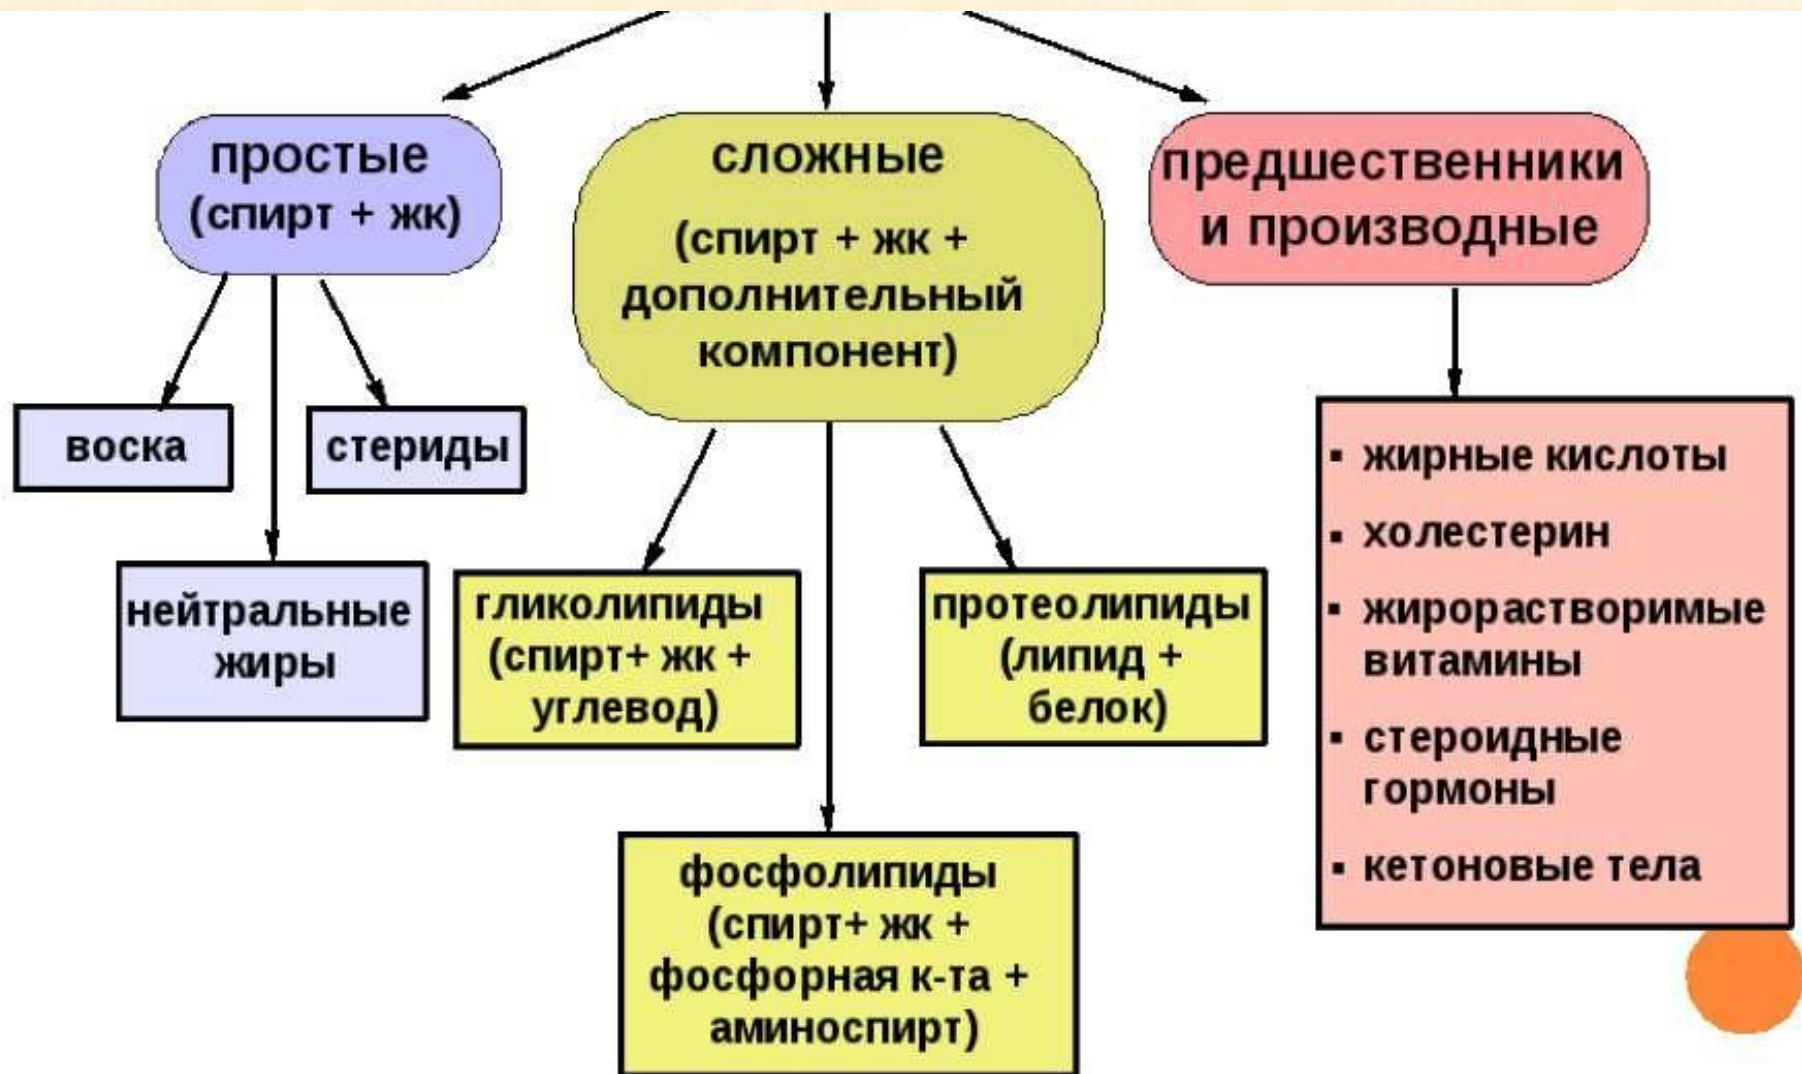 простые
(спирт + жк)
воска
стериды
нейтральные
жиры
сложные
(спирт + жк +
дополнительный
компонент)
гликолипиды
(спирт+ жк +
углевод)
протеолипиды
(липид +
белок)
фосфолипиды
(спирт+ жк +
фосфорная к-та +
аминоспирт)
предшественники
и производные
▪ жирные кислоты
▪ холестерин
▪ жирорастворимые
витамины
▪ стероидные
гормоны
▪ кетоновые тела